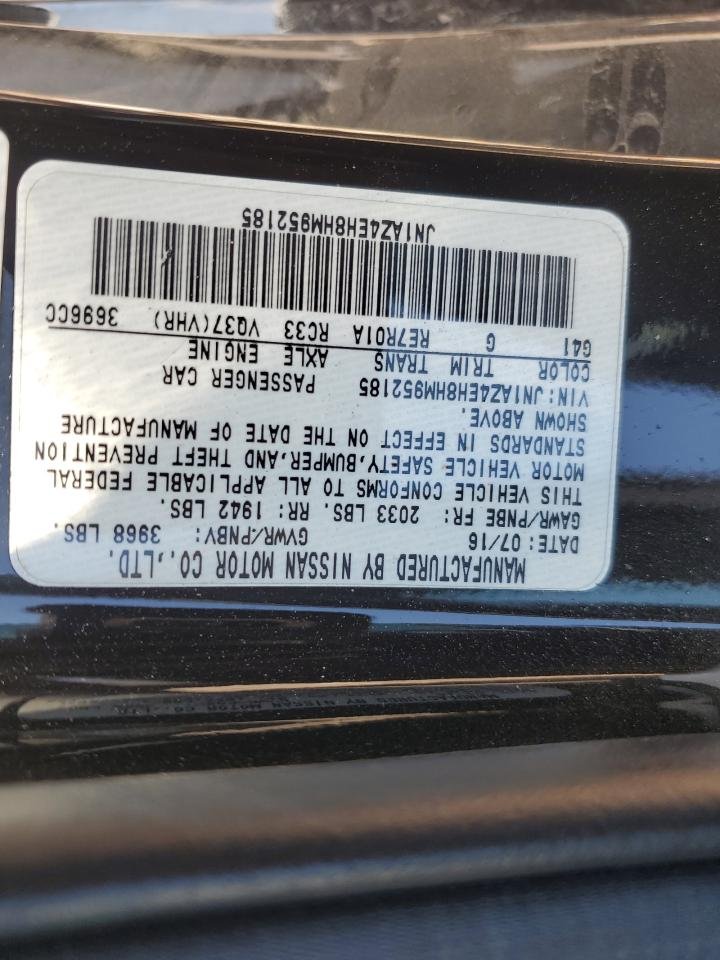 MANUFACTURED BY NISSAN MOTOR CO.,LTD.
DATE: 07/16 GVWR/PNBV: 3968 LBS.
GAWR/PNBE FR: 2033 LBS. RR: 1942 LBS.
THIS VEHICLE CONFORMS TO ALL APPLICABLE FEDERAL
MOTOR VEHICLE SAFETY,BUMPER,AND THEFT PREVENTION
STANDARDS IN EFFECT ON THE DATE OF MANUFACTURE
SHOWN ABOVE.
VIN:JN1AZ4EH8HM952185 PASSENGER CAR
COLOR TRIM TRANS AXLE ENGINE
G41 G RE7R01A RC33 VQ37(VHR) 3696CC
JN1AZ4EH8HM952185